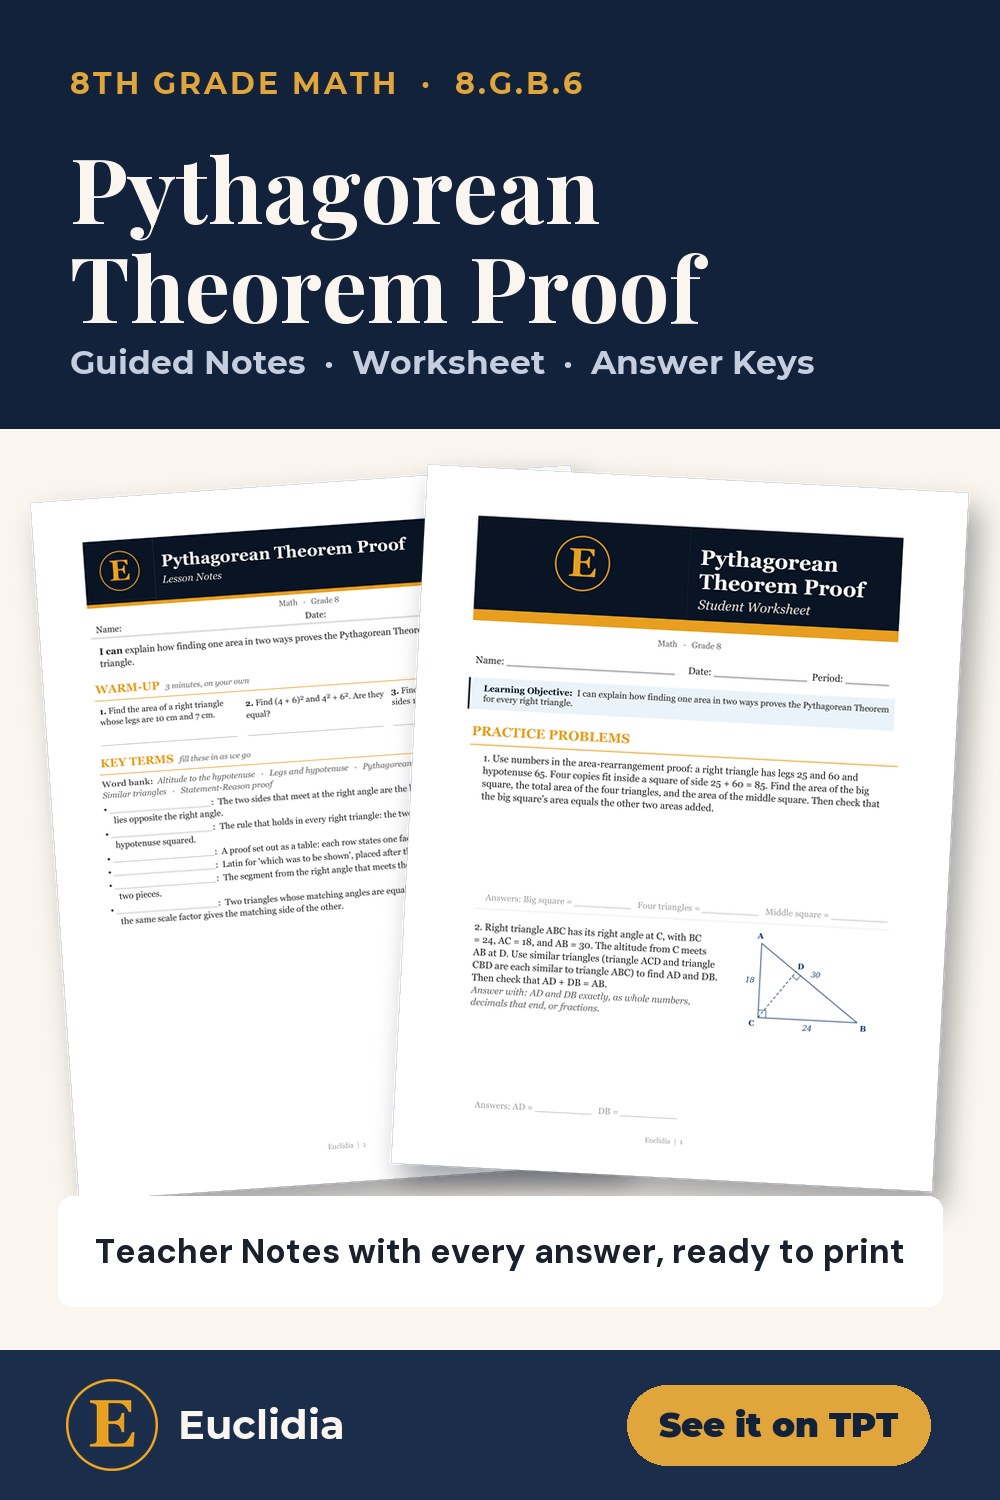 8TH GRADE MATH · 8.G.B.6
Pythagorean
Theorem Proof
Guided Notes · Worksheet · Answer Keys
E
Pythagorean Theorem Proof
Lesson Notes
Math · Grade 8
Name:
Date:
I can explain how finding one area in two ways proves the Pythagorean
triangle.
WARM-UP 3 minutes, on your own
1. Find the area of a right triangle
whose legs are 10 cm and 7 cm.
2. Find (4 + 6)² and 4² + 6². Are they
equal?
3. Find
sides
KEY TERMS fill these in as we go
Word bank: Altitude to the hypotenuse · Legs and hypotenuse · Pythagorean
Similar triangles · Statement-Reason proof
• ____: The two sides that meet at the right angle are the
lies opposite the right angle.
• ____: The rule that holds in every right triangle: the
hypotenuse squared.
• ____: A proof set out as a table: each row states one
• ____: Latin for 'which was to be shown', placed after
• ____: The segment from the right angle that meets the
two pieces.
• ____: Two triangles whose matching angles are equal
the same scale factor gives the matching side of the other.
Euclidia | 1
E
Pythagorean
Theorem Proof
Student Worksheet
Math · Grade 8
Name: ____ Date: ____ Period: ____
Learning Objective: I can explain how finding one area in two ways proves the Pythagorean Theorem
for every right triangle.
PRACTICE PROBLEMS
1. Use numbers in the area-rearrangement proof: a right triangle has legs 25 and 60 and
hypotenuse 65. Four copies fit inside a square of side 25 + 60 = 85. Find the area of the big
square, the total area of the four triangles, and the area of the middle square. Then check that
the big square's area equals the other two areas added.
Answers: Big square = ____ Four triangles = ____ Middle square = ____
2. Right triangle ABC has its right angle at C, with BC
= 24, AC = 18, and AB = 30. The altitude from C meets
AB at D. Use similar triangles (triangle ACD and triangle
CBD are each similar to triangle ABC) to find AD and DB.
Then check that AD + DB = AB.
Answer with: AD and DB exactly, as whole numbers,
decimals that end, or fractions.
A
D
30
18
C
24
B
Answers: AD = ____ DB = ____
Euclidia | 1
Teacher Notes with every answer, ready to print
E
Euclidia
See it on TPT